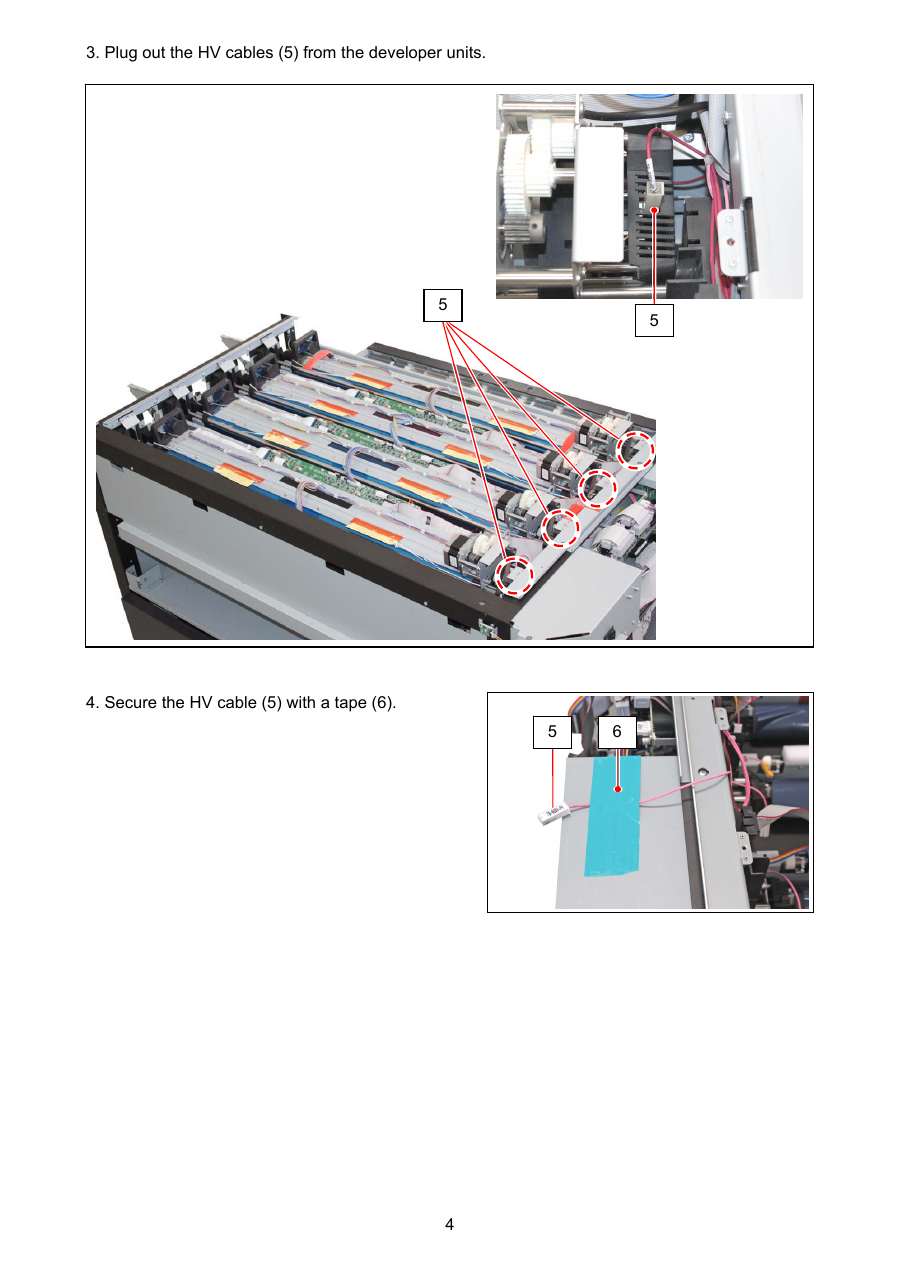 3. Plug out the HV cables (5) from the developer units.
5
5
4. Secure the HV cable (5) with a tape (6).
5 6
4